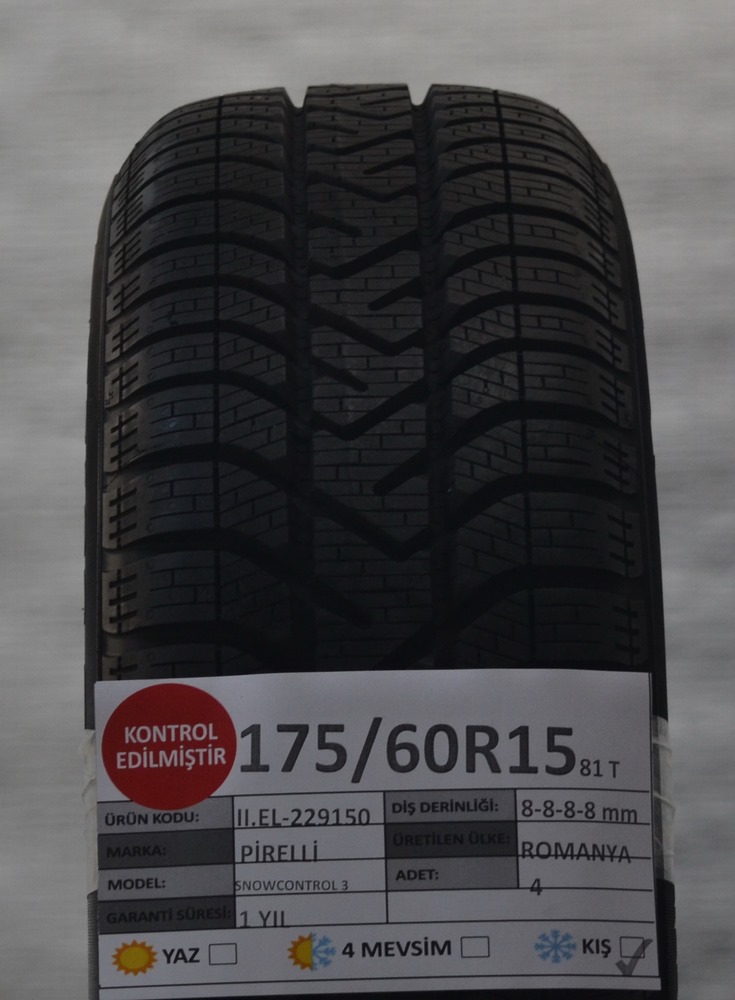 KONTROL
EDİLMİŞTİR
175/60R15 81 T
ÜRÜN KODU: II.EL-229150 DİŞ DERİNLİĞİ: 8-8-8-8 mm
MARKA: PİRELLİ ÜRETİLEN ÜLKE: ROMANYA
MODEL: SNOWCONTROL 3 ADET: 4
GARANTİ SÜRESİ: 1 YIL
YAZ 4 MEVSİM KIŞ